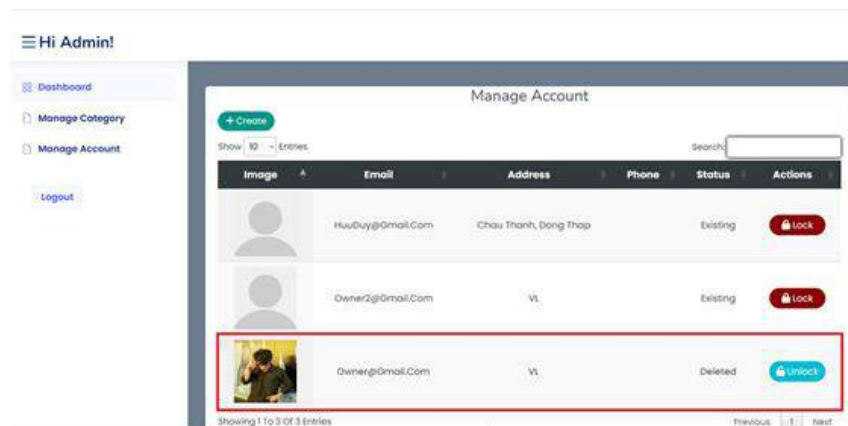 Hi Admin!
Dashboard
Manage Category
Manage Account
Logout
Manage Account
+ Create
Show 10 Entries
Search:
Image Email Address Phone Status Actions
HuuDuy@Gmail.Com Chau Thanh, Dong Thap Existing Lock
Owner2@Gmail.Com VL Existing Lock
Owner@Gmail.Com VL Deleted Unlock
Showing 1 To 3 Of 3 Entries
Previous 1 Next